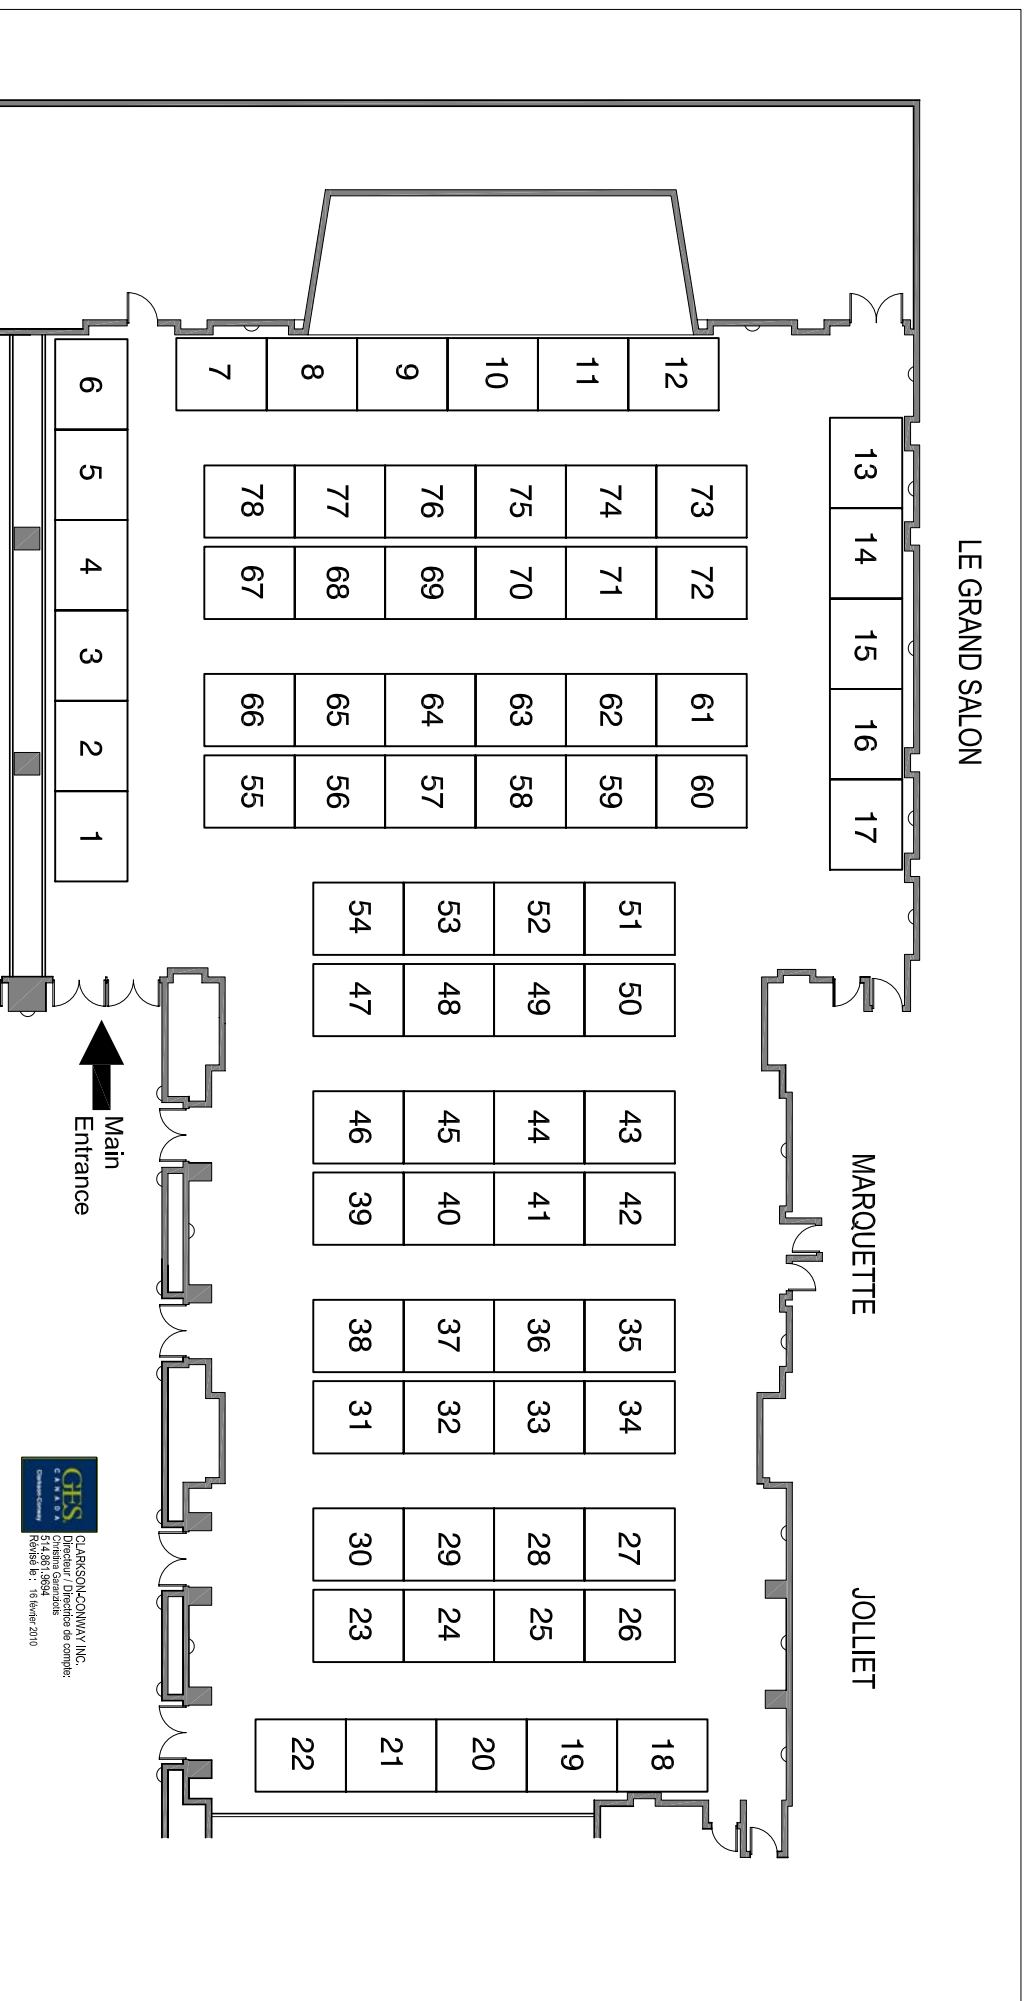 LE GRAND SALON
MARQUETTE
JOLLIET
13 14 15 16 17
12 73 72 61 60 51 50 43 42 35 34 27 26 18
11 74 71 62 59 52 49 44 41 36 33 28 25 19
10 75 70 63 58 53 48 45 40 37 32 29 24 20
9 76 69 64 57 54 47 46 39 38 31 30 23 21
8 77 68 65 56 22
7 78 67 66 55
6 5 4 3 2 1
Main
Entrance
GES
CANADA
Clarkson-Conway
CLARKSON-CONWAY INC.
Directeur / Directrice de compte:
Christina Garanziotis
514.861.9694
Révisé le : 16 février 2010